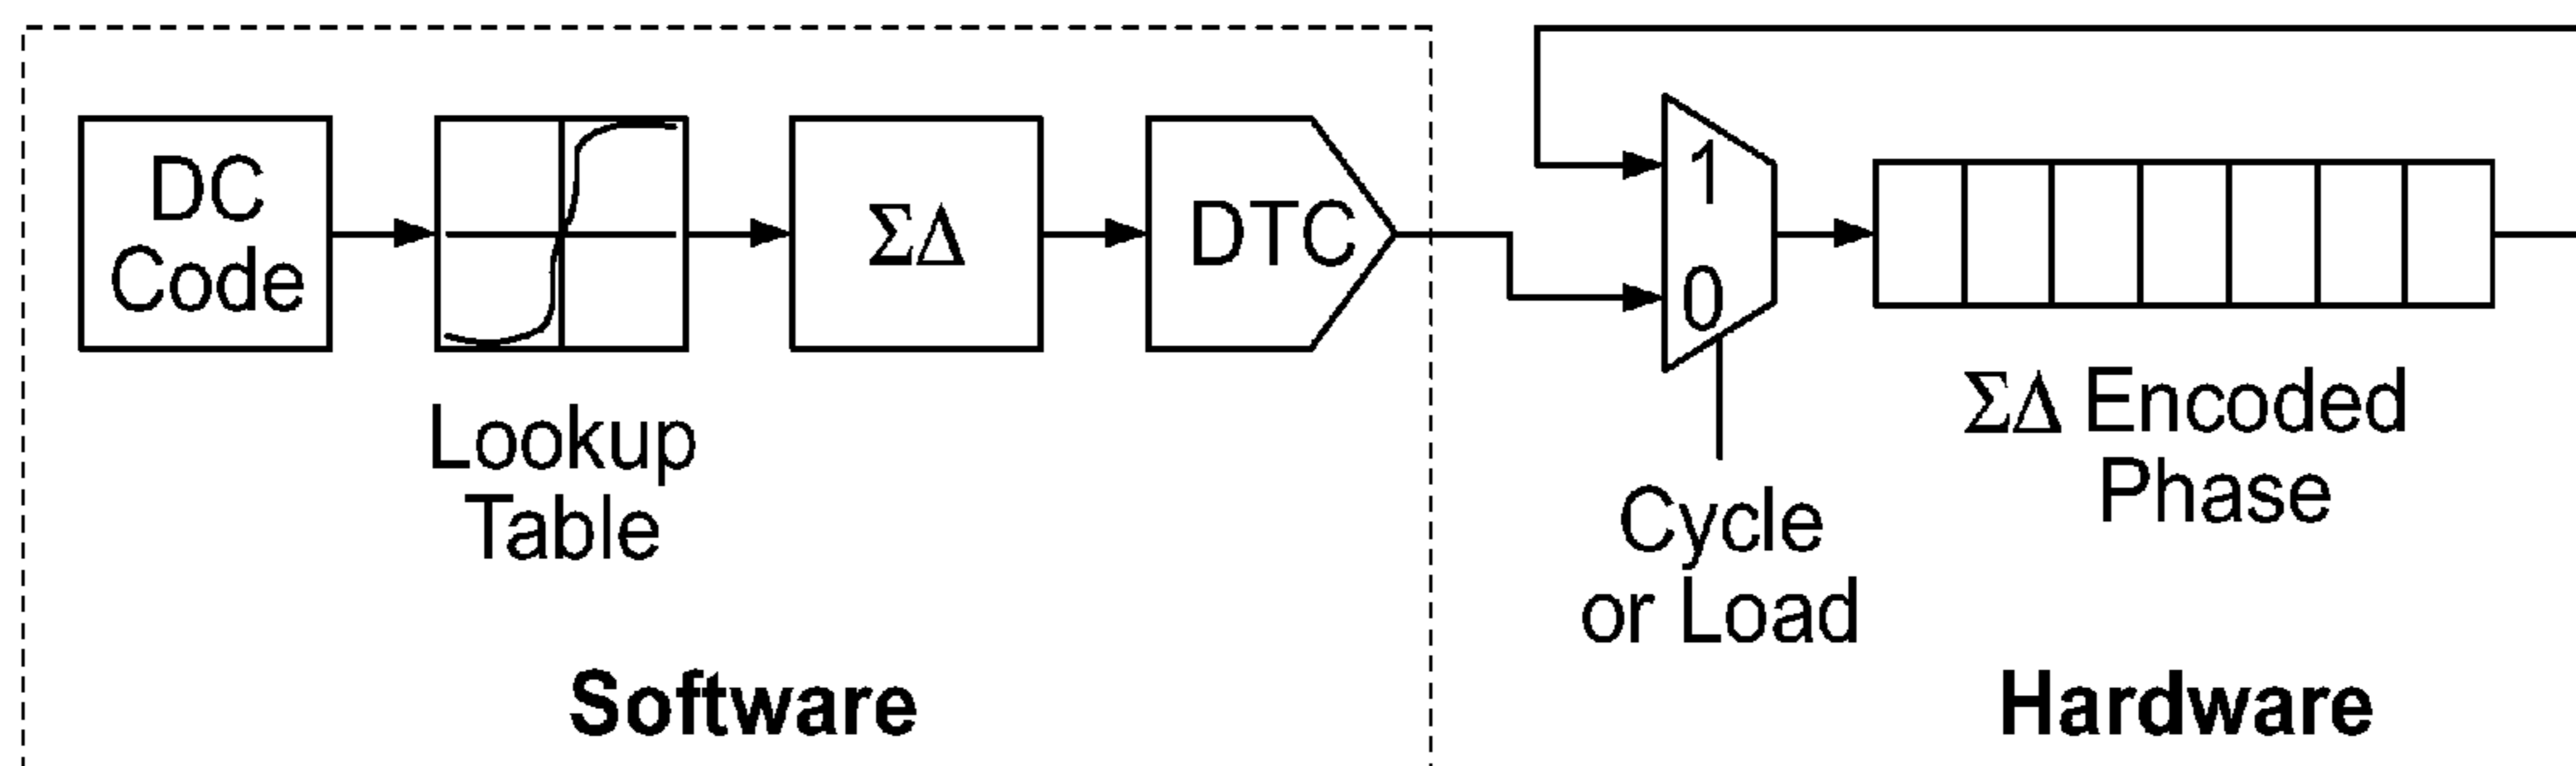 DC
Code
Lookup
Table
ΣΔ
DTC
1
0
Cycle
or Load
ΣΔ Encoded
Phase
Software
Hardware